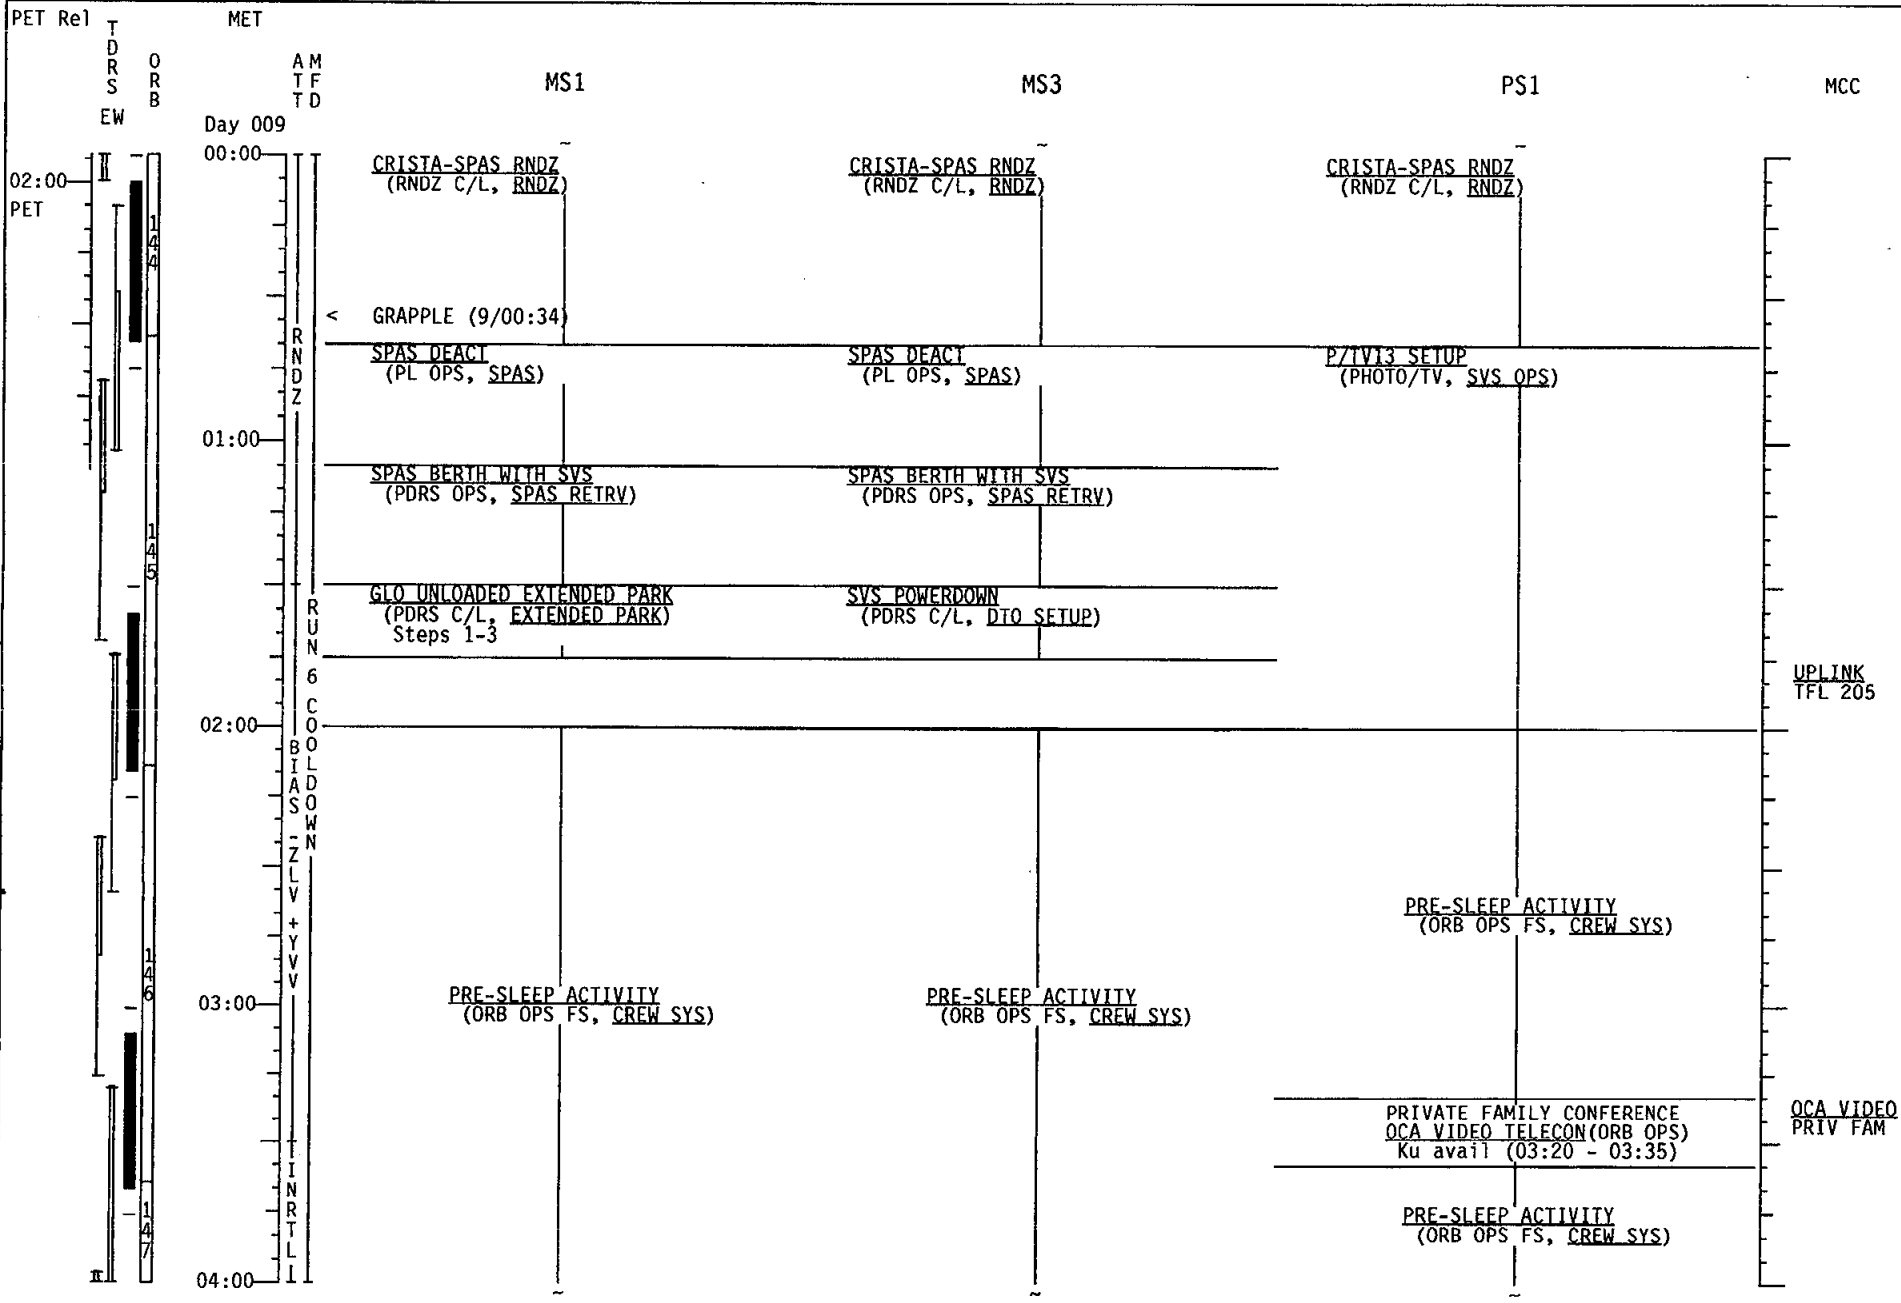 PET Rel
TDRS
EW
ORB
MET
ATT
MFD
MS1
MS3
PS1
MCC
Day 009
00:00
02:00
PET
144
CRISTA-SPAS RNDZ
(RNDZ C/L, RNDZ)
CRISTA-SPAS RNDZ
(RNDZ C/L, RNDZ)
CRISTA-SPAS RNDZ
(RNDZ C/L, RNDZ)
< GRAPPLE (9/00:34)
RNDZ
SPAS DEACT
(PL OPS, SPAS)
SPAS DEACT
(PL OPS, SPAS)
P/TV13 SETUP
(PHOTO/TV, SVS OPS)
01:00
SPAS BERTH WITH SVS
(PDRS OPS, SPAS RETRV)
SPAS BERTH WITH SVS
(PDRS OPS, SPAS RETRV)
145
GLO UNLOADED EXTENDED PARK
(PDRS C/L, EXTENDED PARK)
Steps 1-3
SVS POWERDOWN
(PDRS C/L, DTO SETUP)
RUN 6 COOLDOWN
UPLINK
TFL 205
02:00
BIAS -ZLV +YVV
PRE-SLEEP ACTIVITY
(ORB OPS FS, CREW SYS)
146
03:00
PRE-SLEEP ACTIVITY
(ORB OPS FS, CREW SYS)
PRE-SLEEP ACTIVITY
(ORB OPS FS, CREW SYS)
PRIVATE FAMILY CONFERENCE
OCA VIDEO TELECON(ORB OPS)
Ku avail (03:20 - 03:35)
OCA VIDEO
PRIV FAM
INRTL
147
PRE-SLEEP ACTIVITY
(ORB OPS FS, CREW SYS)
04:00